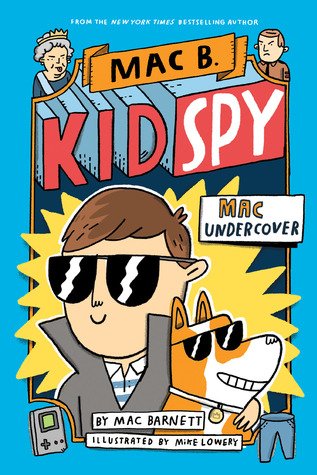 FROM THE NEW YORK TIMES BESTSELLING AUTHOR
MAC B.
KID SPY
MAC
UNDERCOVER
BY MAC BARNETT
ILLUSTRATED BY MIKE LOWERY